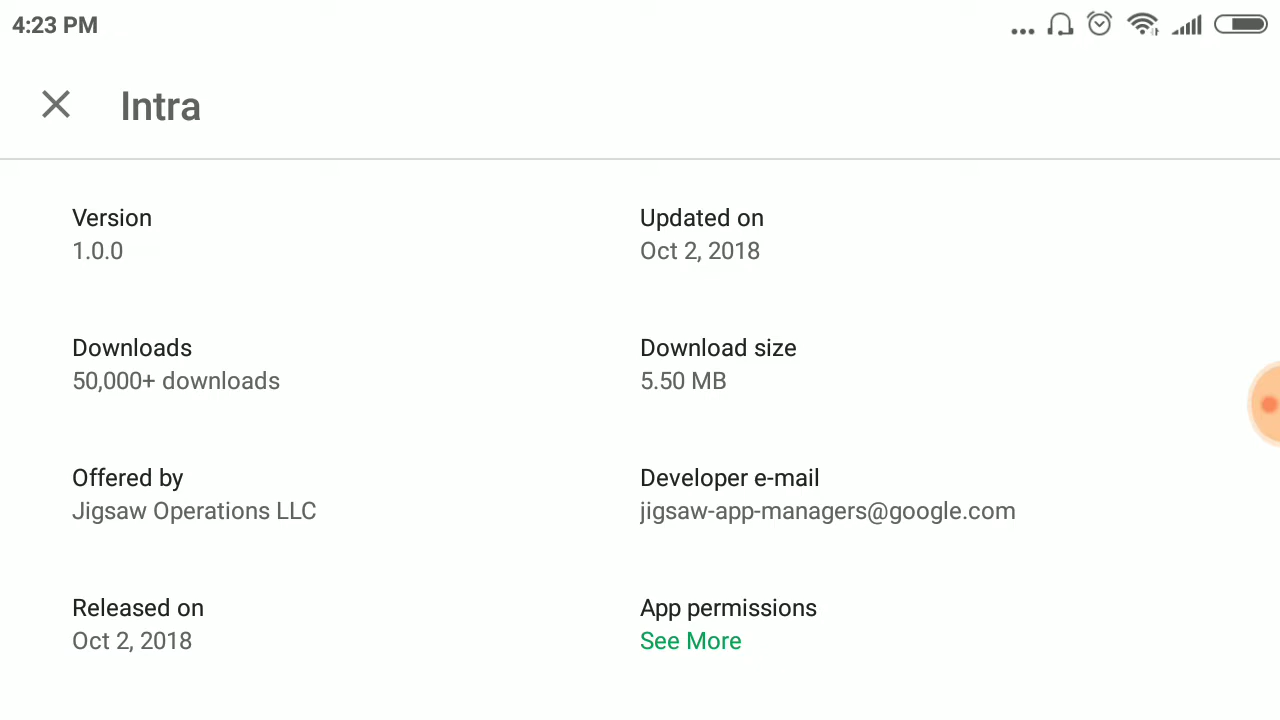 4:23 PM
Intra
Version
1.0.0
Updated on
Oct 2, 2018
Downloads
50,000+ downloads
Download size
5.50 MB
Offered by
Jigsaw Operations LLC
Developer e-mail
jigsaw-app-managers@google.com
Released on
Oct 2, 2018
App permissions
See More